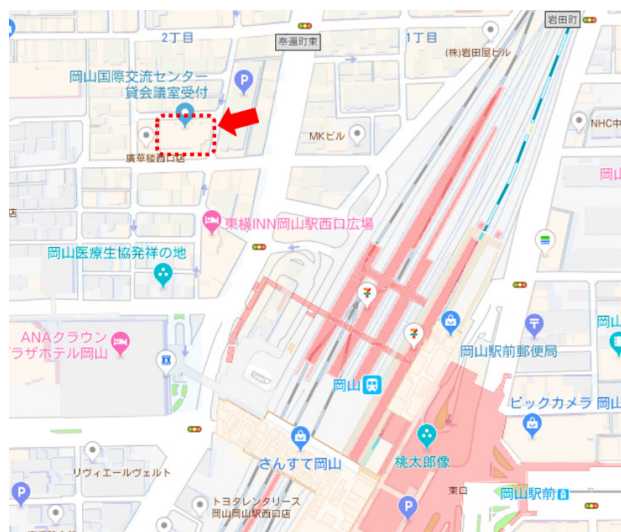 2丁目
奉還町東
1丁目
岩田町
(株)岩田屋ビル
岡山国際交流センター
貸会議室受付
P
MKビル
NHC中
廣華楼西口店
岡山
店
東横INN岡山駅西口広場
岡山医療生協発祥の地
ANAクラウン
ラザホテル岡山
岡山駅前郵便局
岡山
岡山
ビックカメラ 岡山
さんすて岡山
桃太郎像
リヴィエールヴェルト
P
トヨタレンタリース
岡山岡山駅西口店
東口
岡山駅前
P